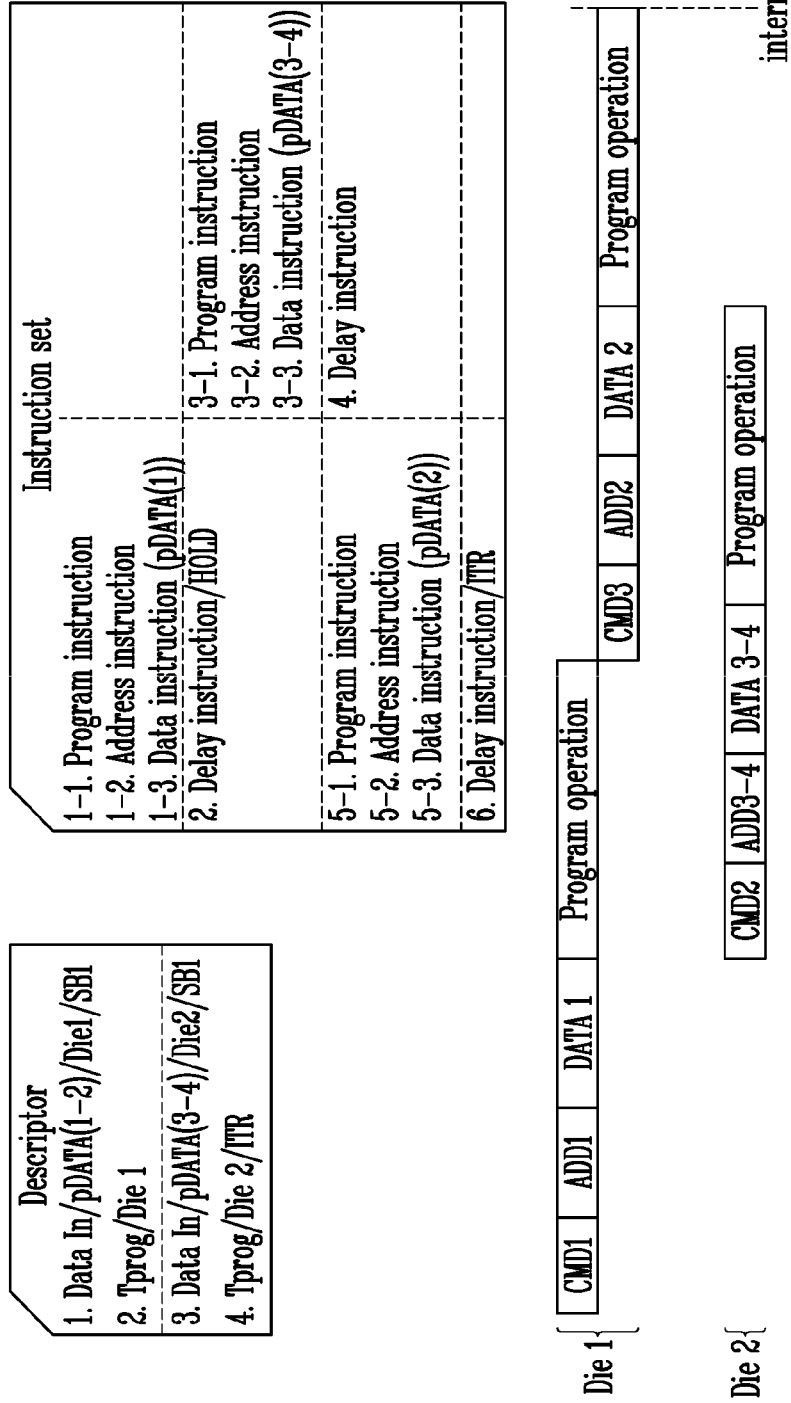 Descriptor
1. Data In/pDATA(1-2)/Die1/SB1
2. Tprog/Die 1
3. Data In/pDATA(3-4)/Die2/SB1
4. Tprog/Die 2/ITR
Instruction set
1-1. Program instruction
1-2. Address instruction
1-3. Data instruction (pDATA(1))
2. Delay instruction/HOLD
3-1. Program instruction
3-2. Address instruction
3-3. Data instruction (pDATA(3-4))
4. Delay instruction
5-1. Program instruction
5-2. Address instruction
5-3. Data instruction (pDATA(2))
6. Delay instruction/ITR
Die 1
CMD1 ADD1 DATA 1 Program operation
CMD3 ADD2 DATA 2 Program operation
Die 2
CMD2 ADD3-4 DATA 3-4 Program operation